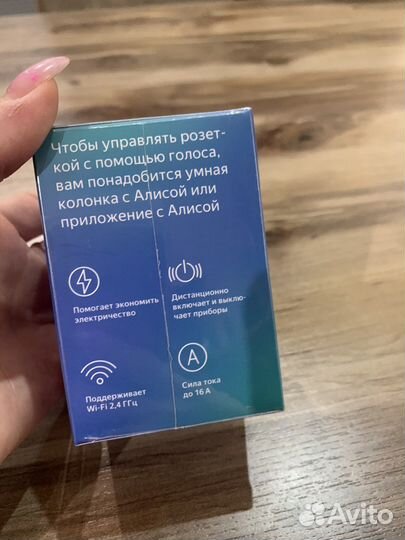 Чтобы управлять розет-
кой с помощью голоса,
вам понадобится умная
колонка с Алисой или
приложение с Алисой
Помогает экономить
электричество
Дистанционно
включает и выклю-
чает приборы
Поддерживает
Wi-Fi 2,4 ГГц
A
Сила тока
до 16 А
Avito